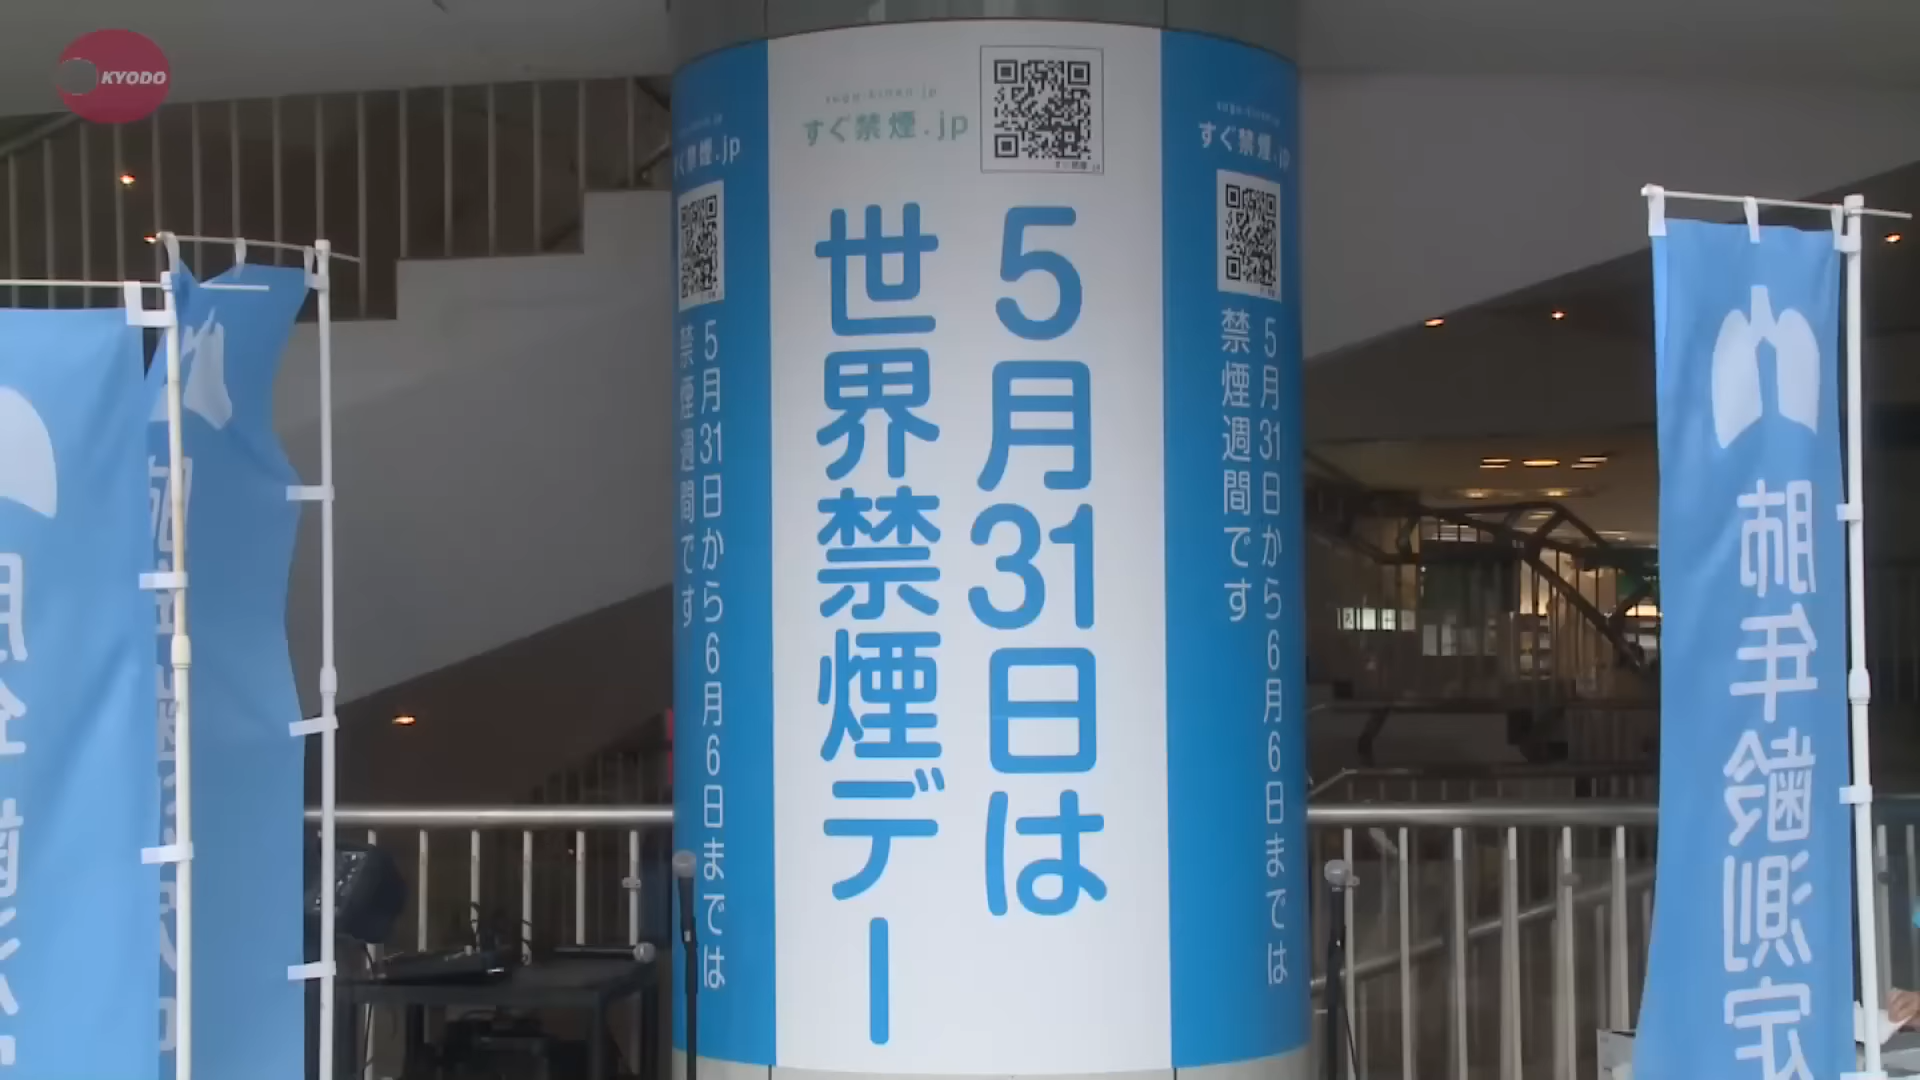 KYODO
sugu-kinen.jp
すぐ禁煙.jp
5月31日は
世界禁煙デー
すぐ禁煙.jp
5月31日から6月6日までは
禁煙週間です
すぐ禁煙.jp
5月31日から6月6日までは
禁煙週間です
肺年齢測定